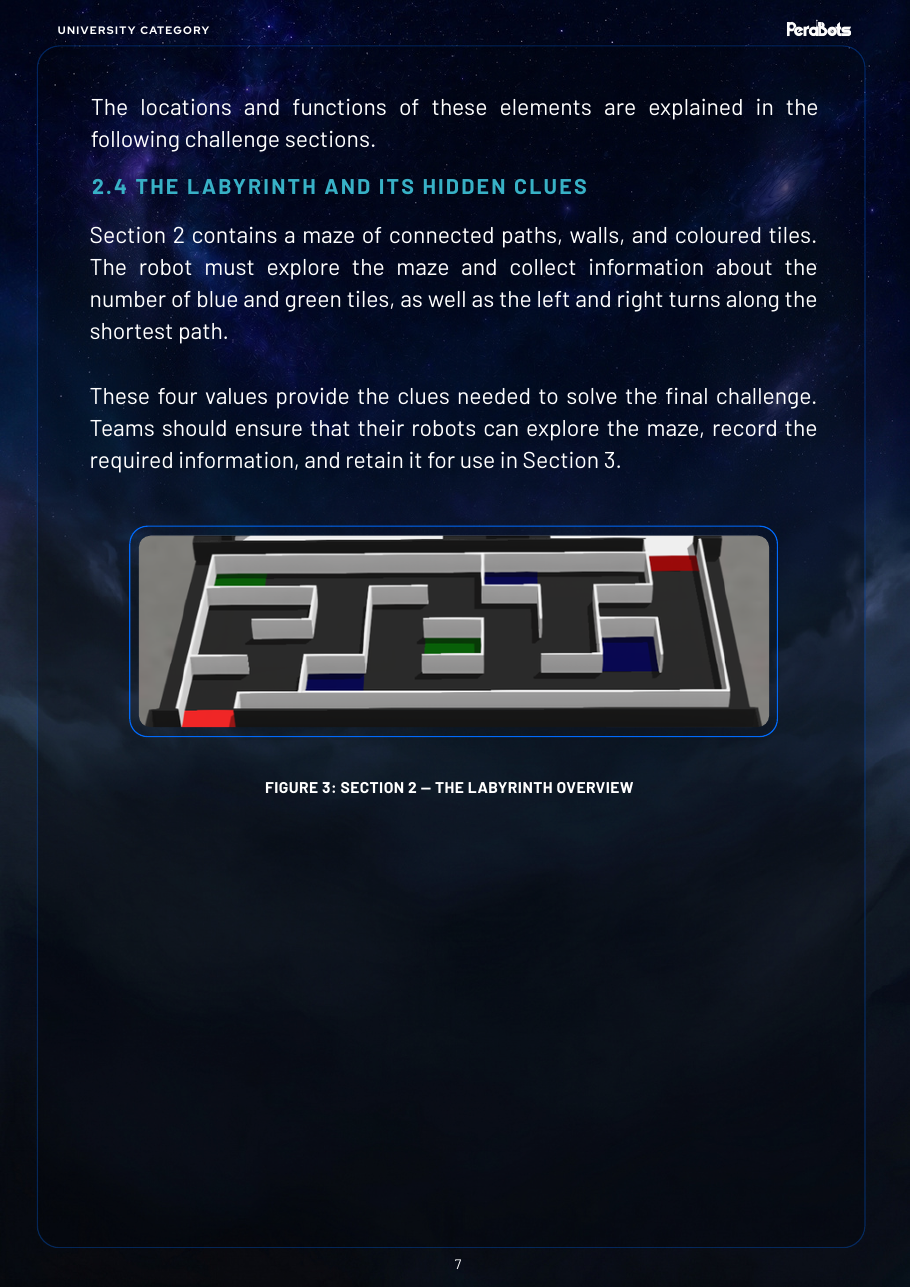 UNIVERSITY CATEGORY
PeraBots
The locations and functions of these elements are explained in the
following challenge sections.
2.4 THE LABYRINTH AND ITS HIDDEN CLUES
Section 2 contains a maze of connected paths, walls, and coloured tiles.
The robot must explore the maze and collect information about the
number of blue and green tiles, as well as the left and right turns along the
shortest path.
These four values provide the clues needed to solve the final challenge.
Teams should ensure that their robots can explore the maze, record the
required information, and retain it for use in Section 3.
FIGURE 3: SECTION 2 – THE LABYRINTH OVERVIEW
7